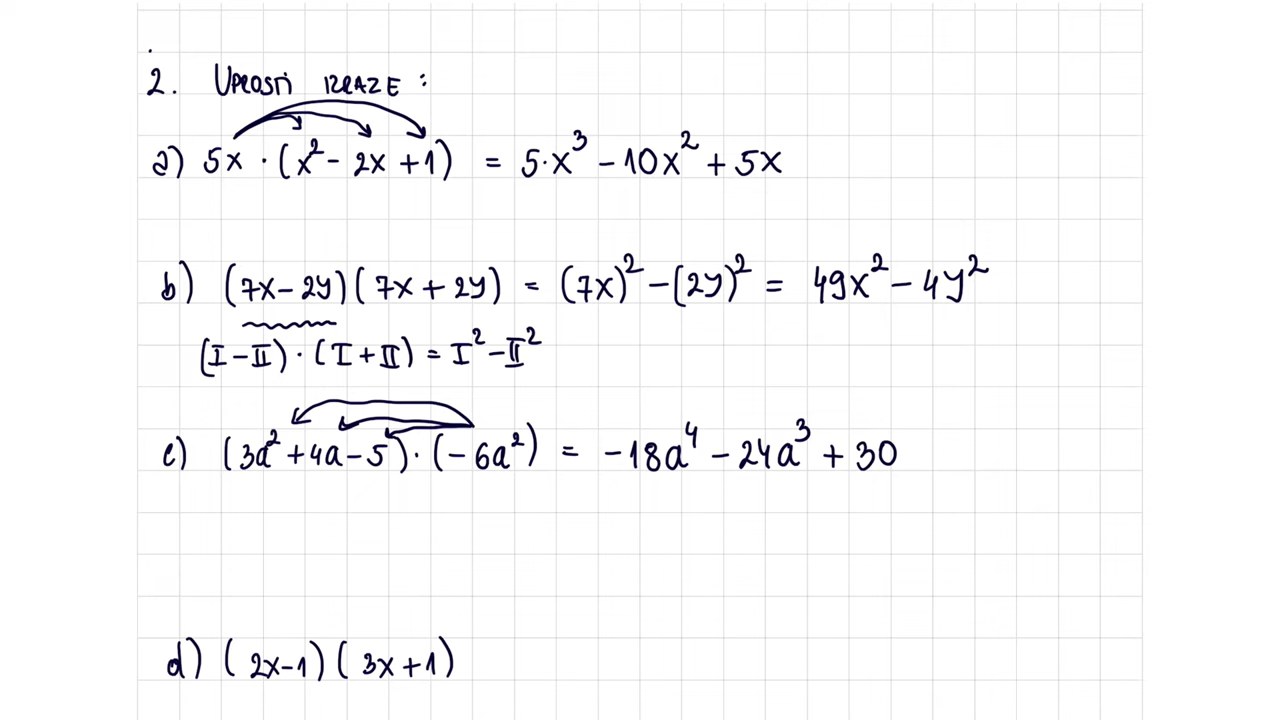 2. Uprosti izraze :
a) 5x · (x² - 2x + 1) = 5·x³ - 10x² + 5x
b) (7x - 2y)(7x + 2y) = (7x)² - (2y)² = 49x² - 4y²
(I - II) · (I + II) = I² - II²
c) (3a² + 4a - 5) · (-6a²) = -18a⁴ - 24a³ + 30
d) (2x-1)(3x+1)